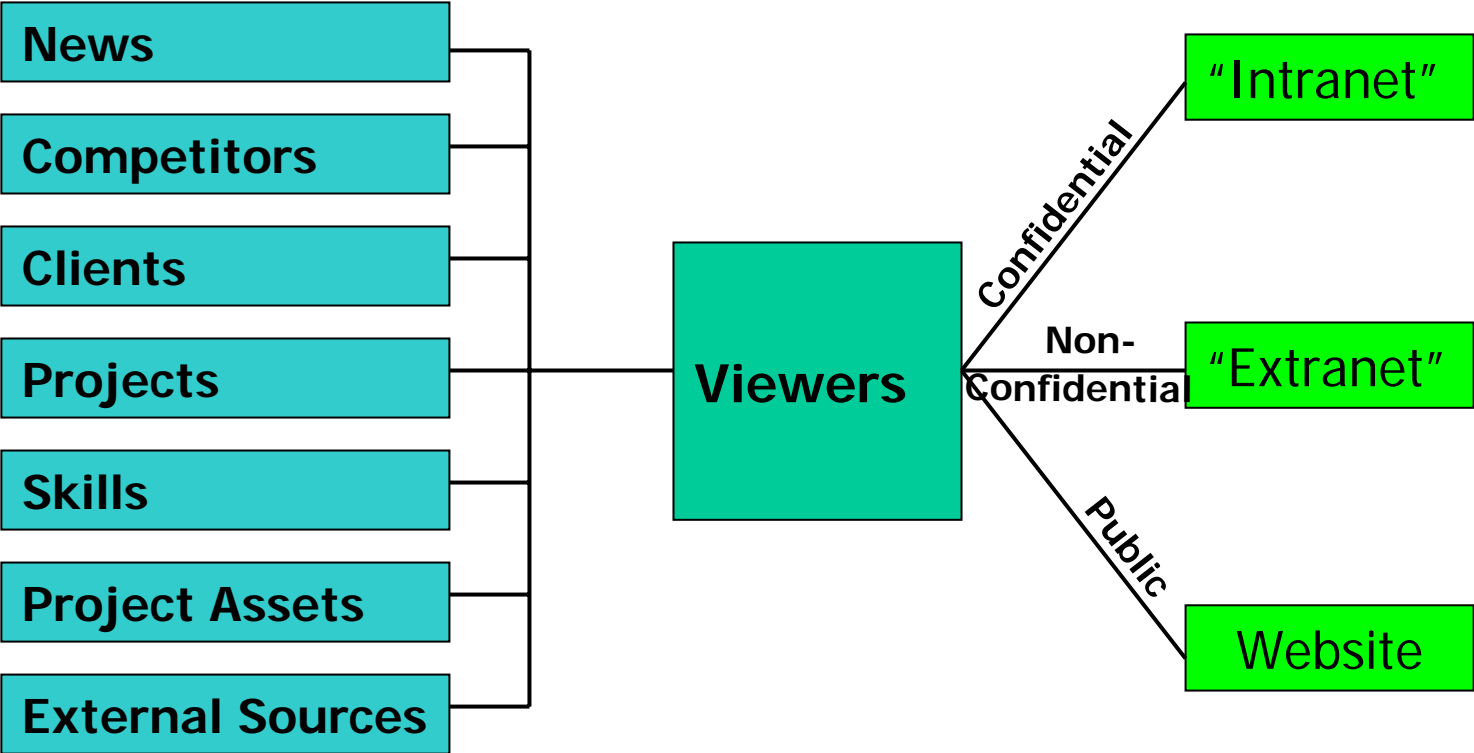 News
Competitors
Clients
Projects
Skills
Project Assets
External Sources
Viewers
Confidential
Non-
Confidential
Public
“Intranet”
“Extranet”
Website